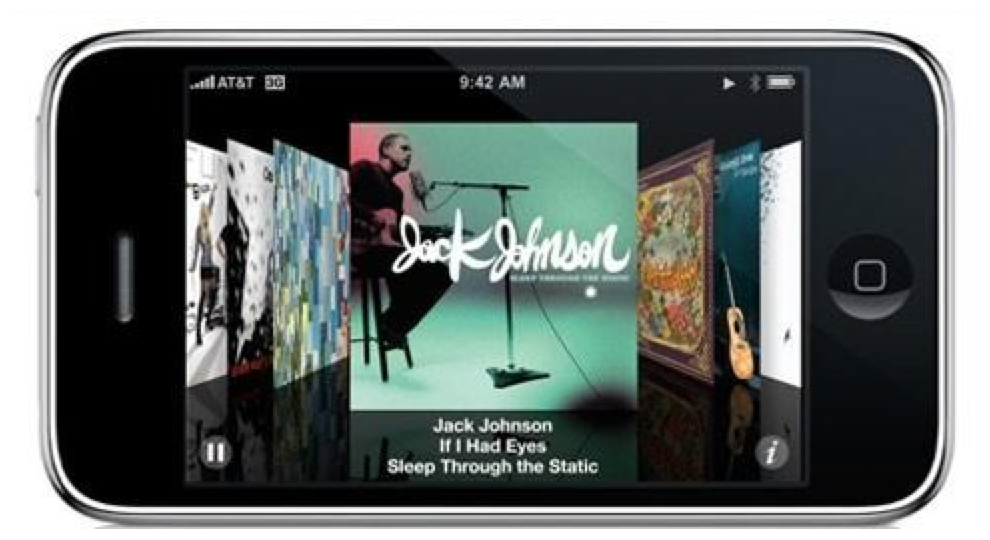 AT&T 3G 9:42 AM
Jack Johnson
SLEEP THROUGH THE STATIC
Jack Johnson
If I Had Eyes
Sleep Through the Static
i